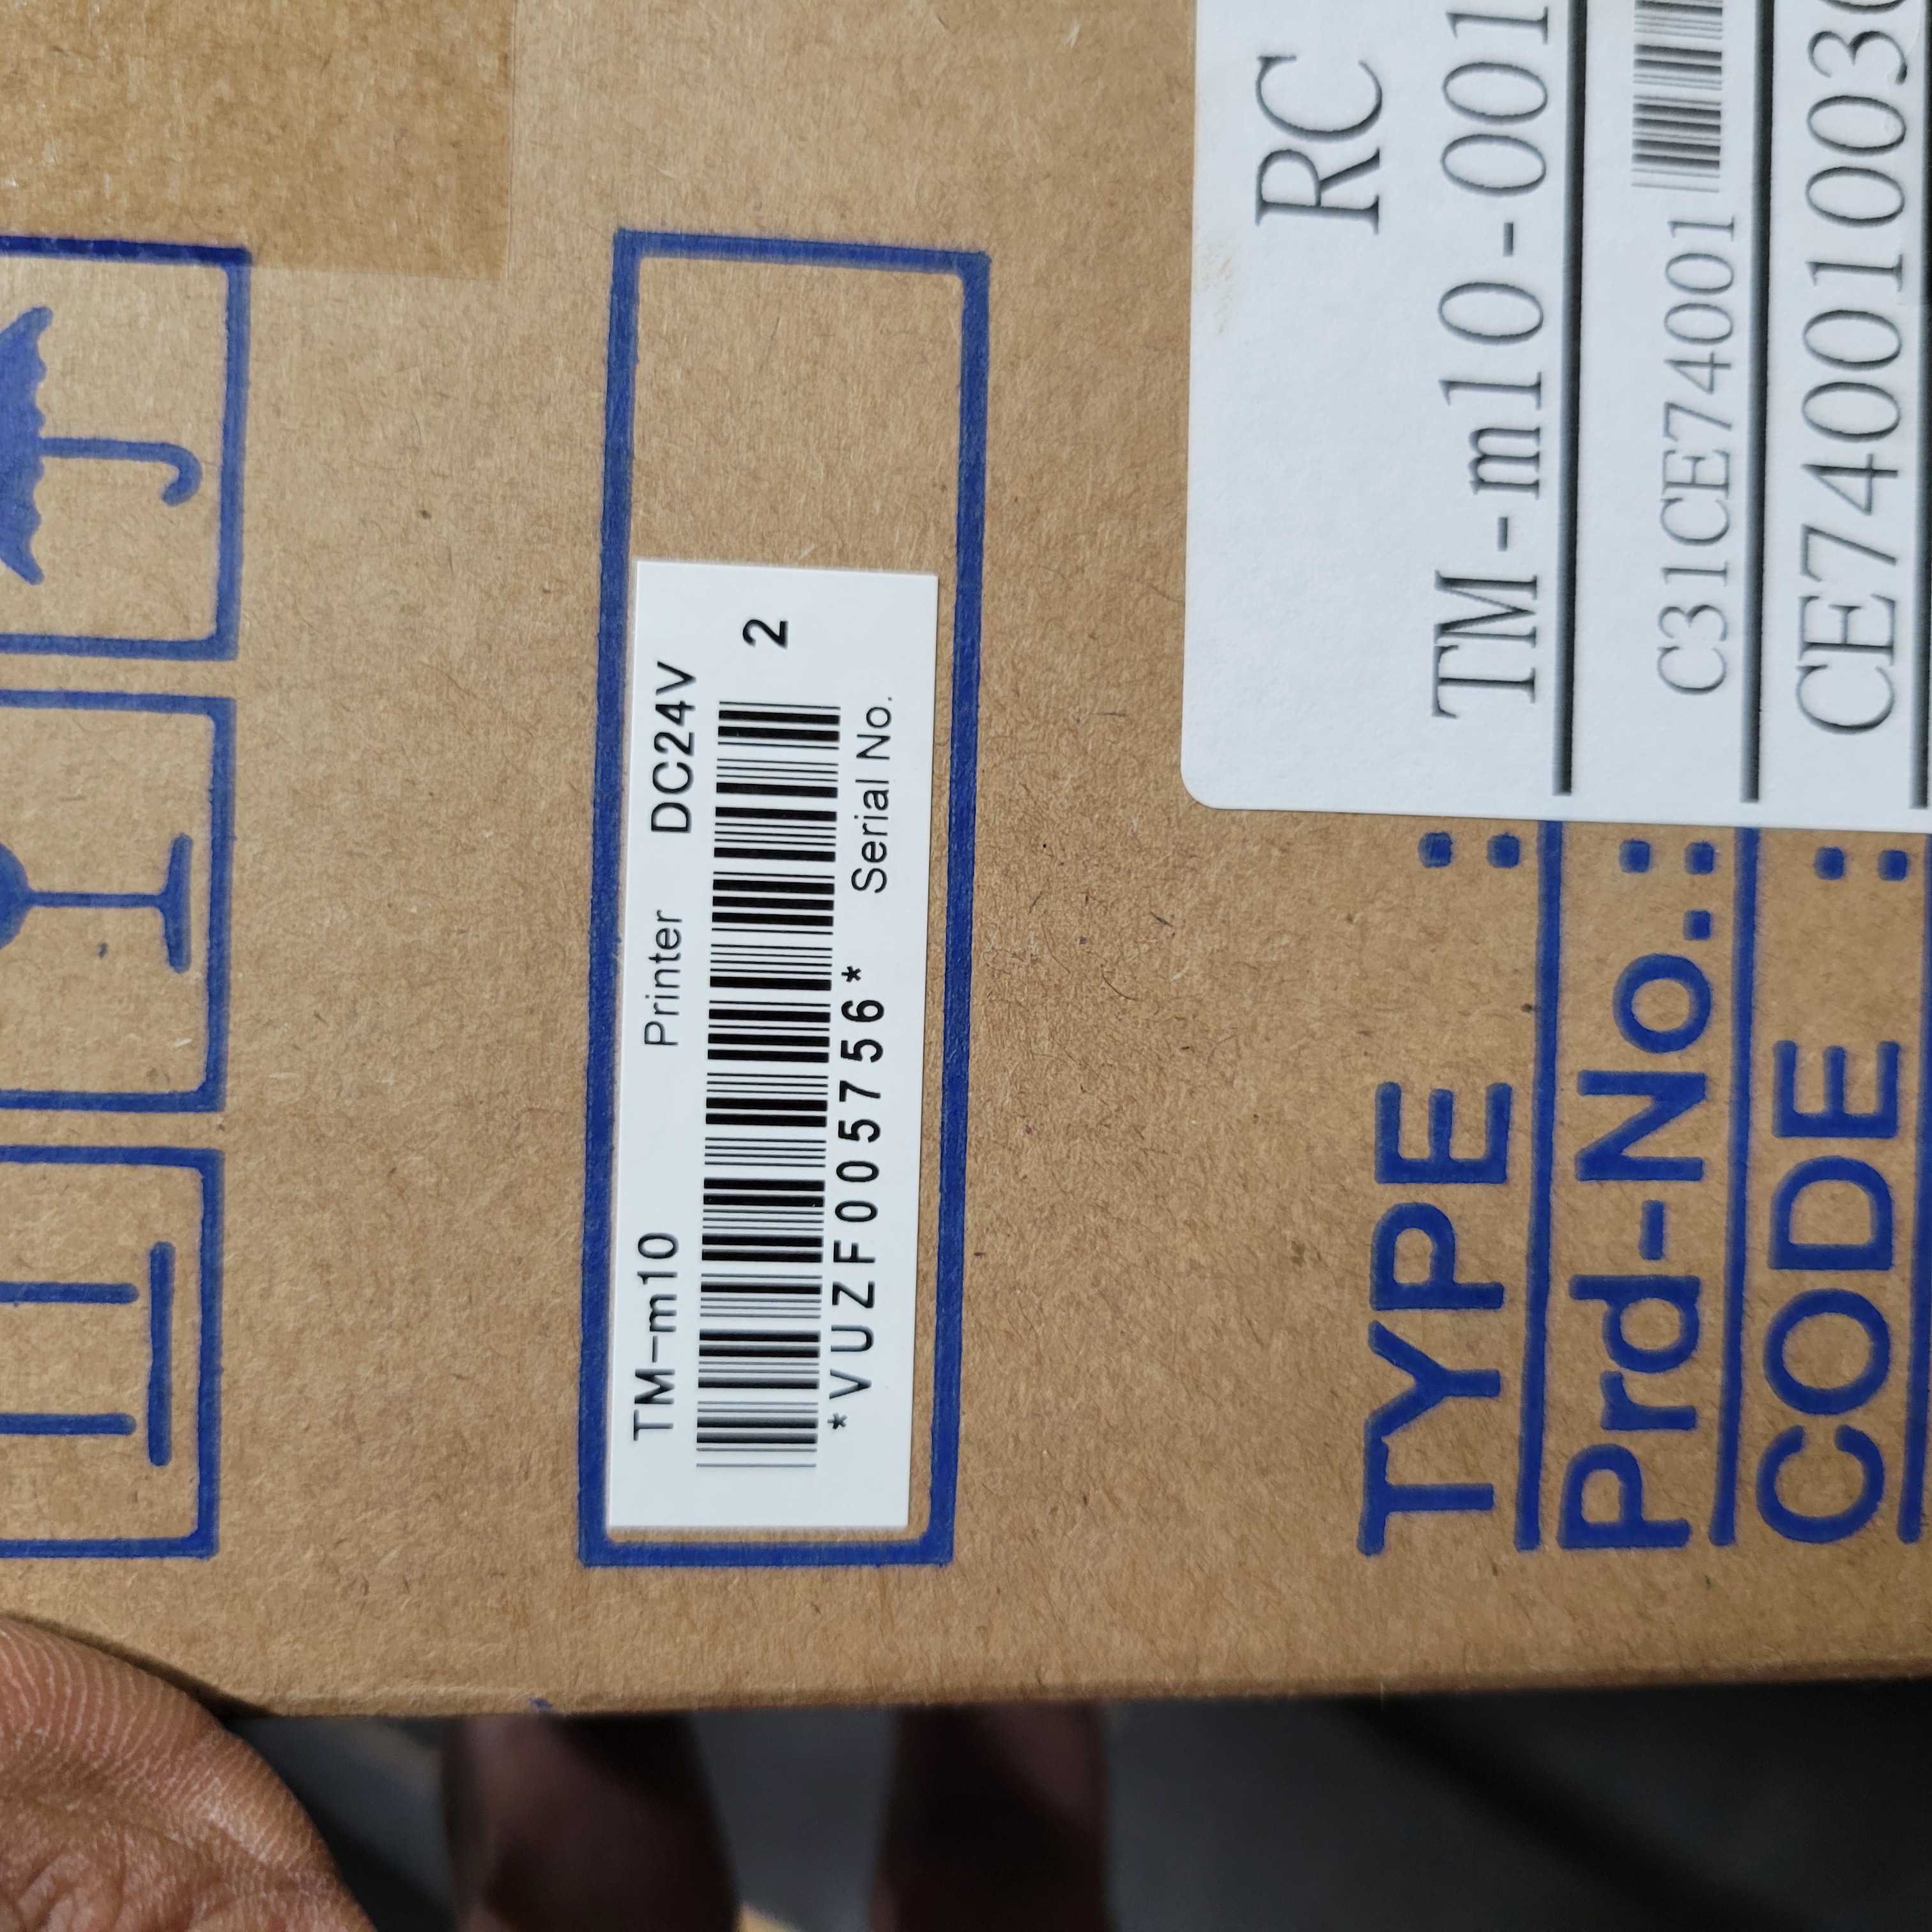 TM-m10 Printer DC24V
2
*VUZF005756* Serial No.
RC
TYPE : TM-m10-001
Prd-No. : C31CE74001
CODE : CE74001003